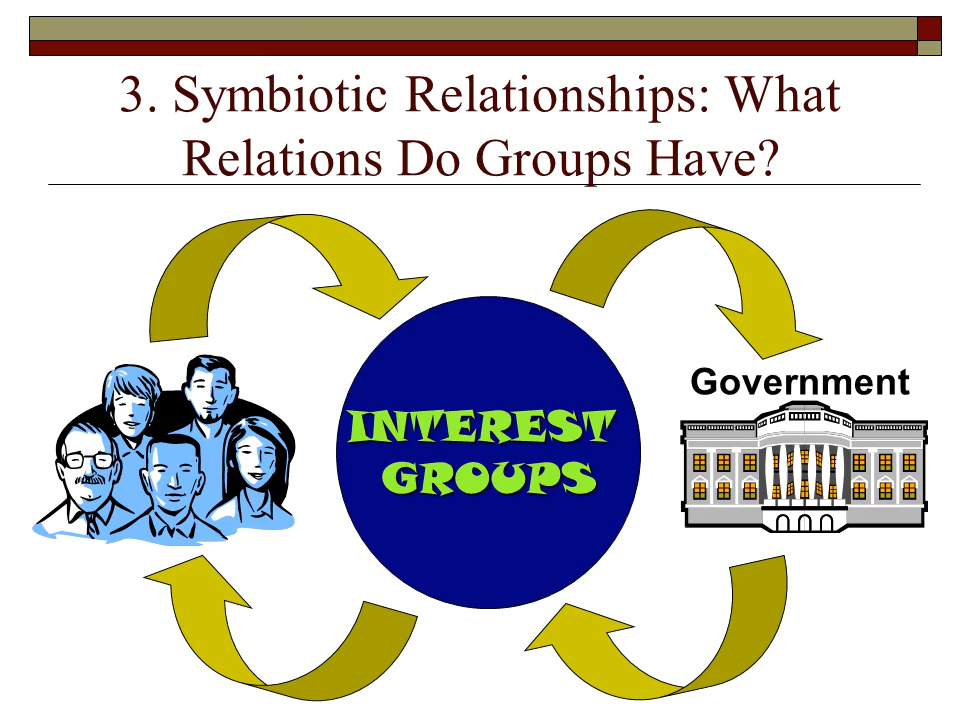 3. Symbiotic Relationships: What
Relations Do Groups Have?
Government
INTEREST
GROUPS